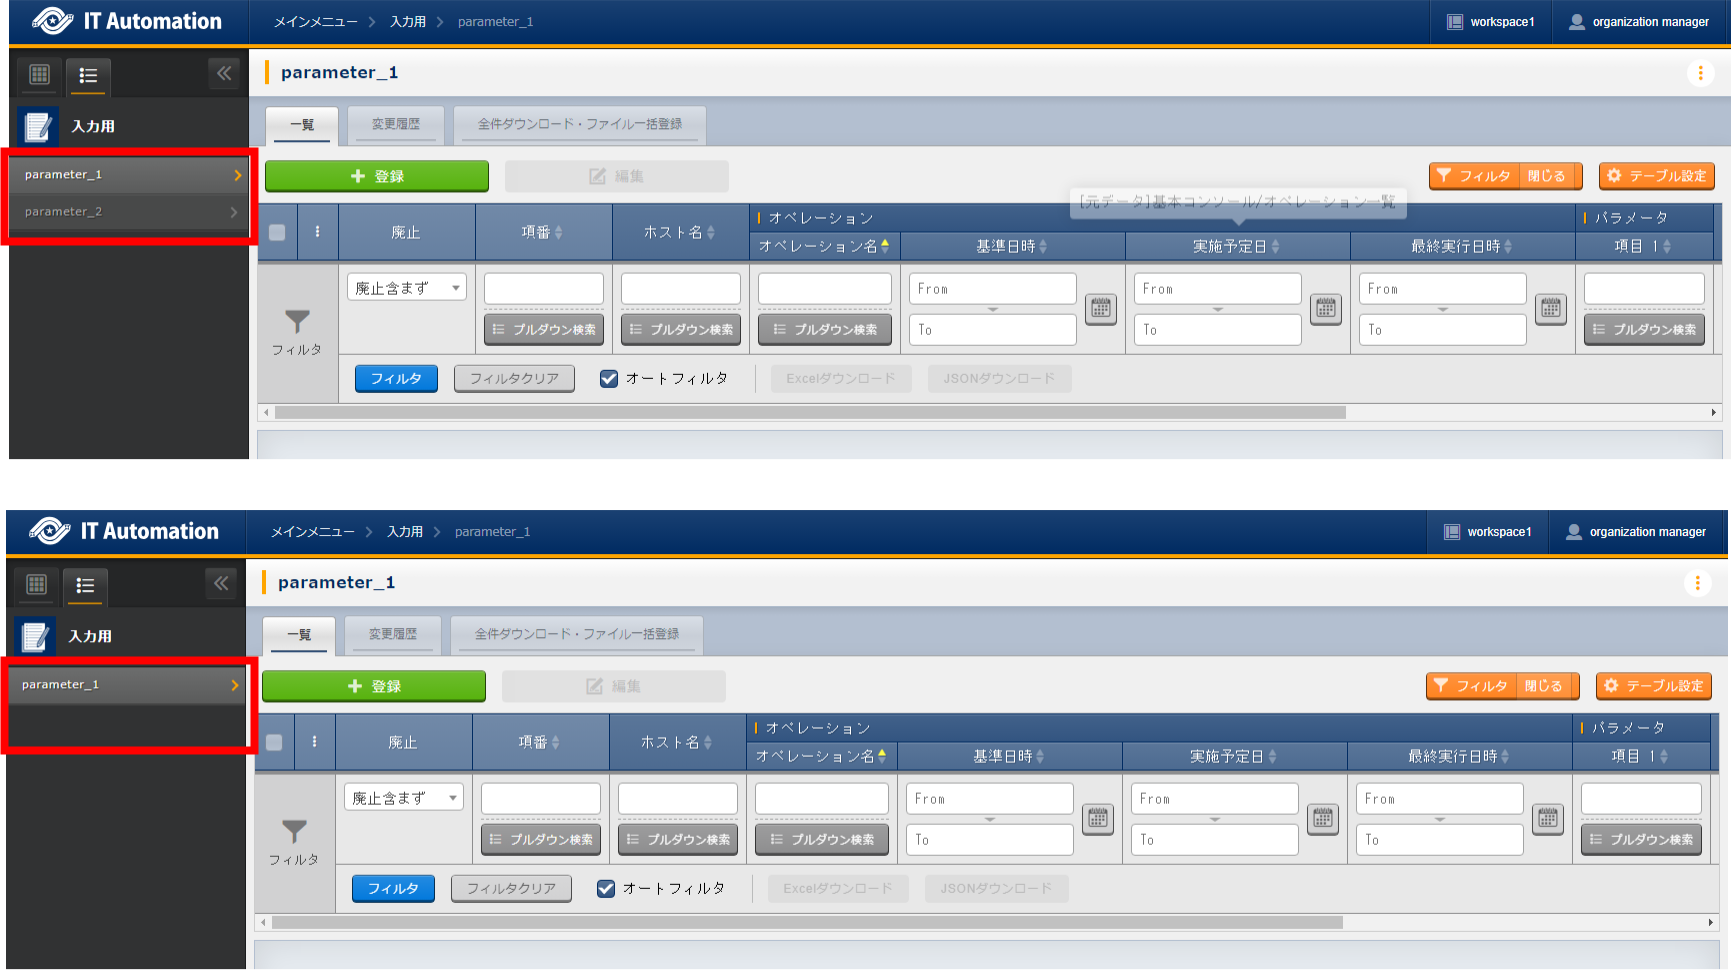 IT Automation
メインメニュー 入力用 parameter_1
workspace1
organization manager
parameter_1
入力用
parameter_1
parameter_2
一覧 変更履歴 全件ダウンロード・ファイル一括登録
登録 編集
フィルタ 閉じる テーブル設定
[元データ]基本コンソール/オペレーション一覧
廃止 項番 ホスト名
オペレーション パラメータ
オペレーション名 基準日時 実施予定日 最終実行日時 項目 1
フィルタ
廃止含まず
From From From
To To To
プルダウン検索 プルダウン検索 プルダウン検索 プルダウン検索
フィルタ フィルタクリア オートフィルタ Excelダウンロード JSONダウンロード
IT Automation
メインメニュー 入力用 parameter_1
workspace1
organization manager
parameter_1
入力用
parameter_1
一覧 変更履歴 全件ダウンロード・ファイル一括登録
登録 編集
フィルタ 閉じる テーブル設定
廃止 項番 ホスト名
オペレーション パラメータ
オペレーション名 基準日時 実施予定日 最終実行日時 項目 1
フィルタ
廃止含まず
From From From
To To To
プルダウン検索 プルダウン検索 プルダウン検索 プルダウン検索
フィルタ フィルタクリア オートフィルタ Excelダウンロード JSONダウンロード